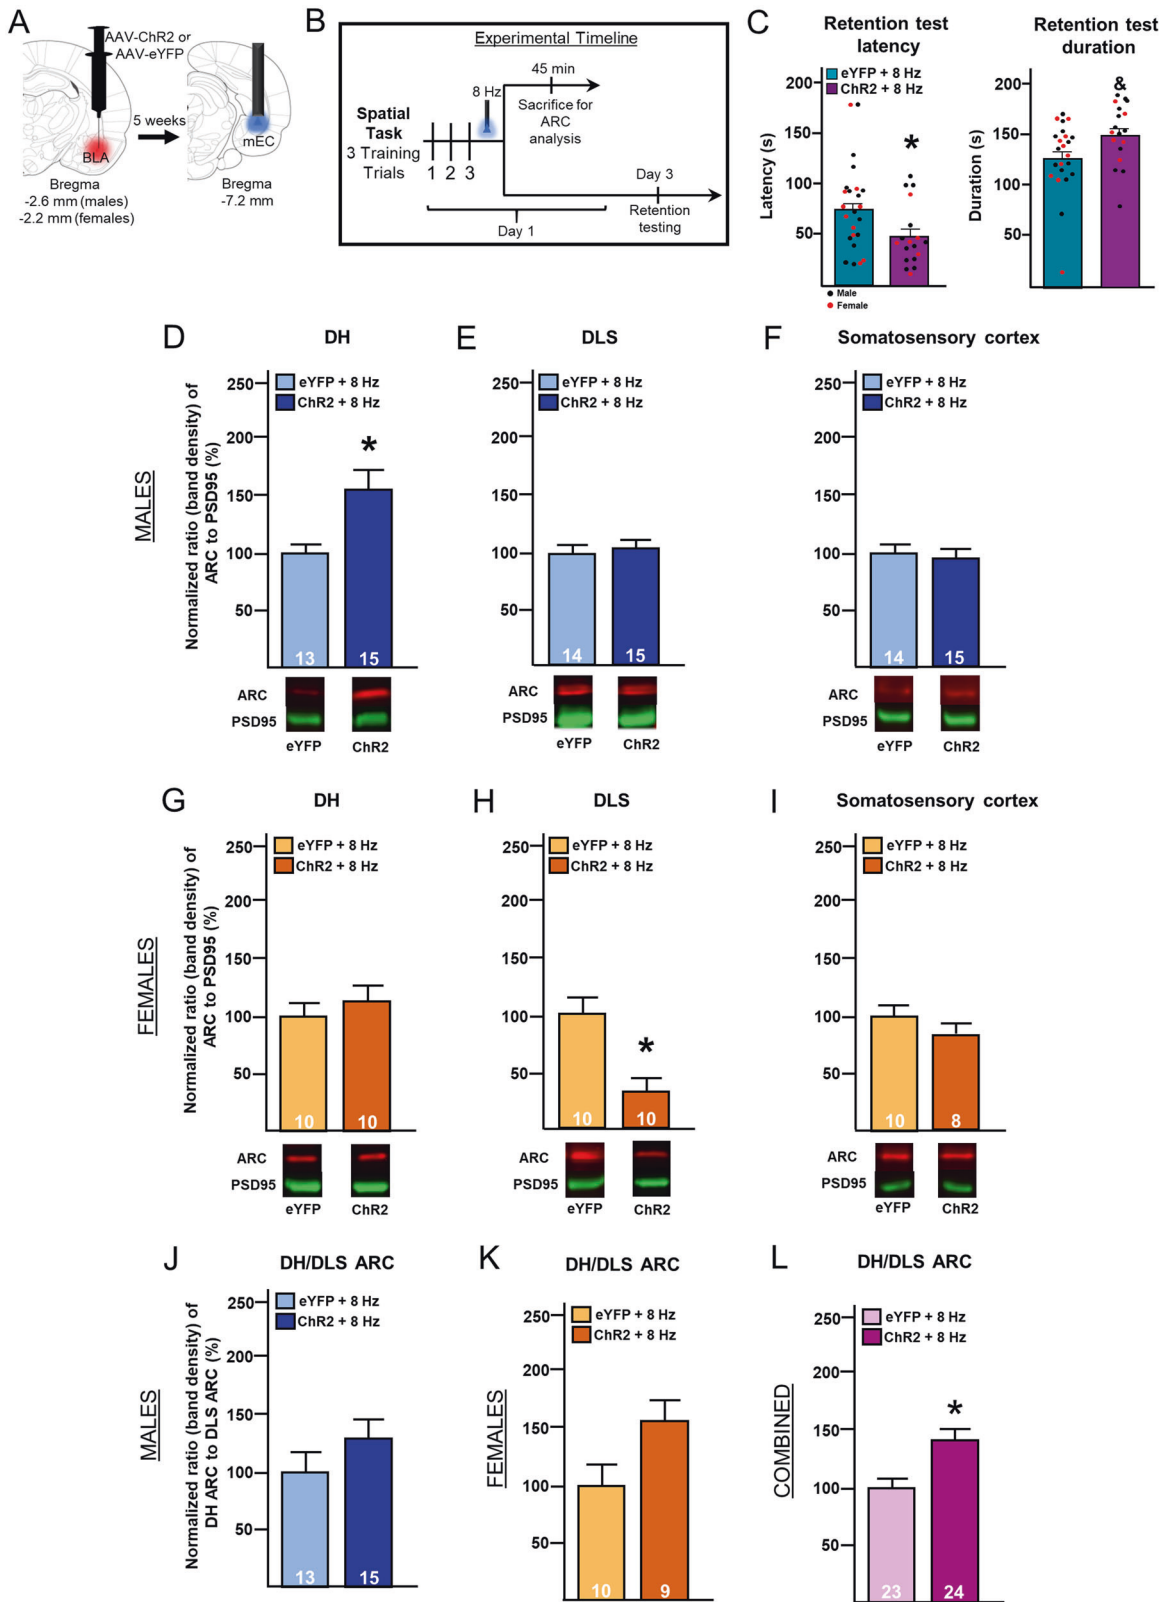 A
AAV-ChR2 or
AAV-eYFP
5 weeks
BLA
mEC
Bregma
-2.6 mm (males)
-2.2 mm (females)
Bregma
-7.2 mm
B
Experimental Timeline
45 min
8 Hz
Sacrifice for
ARC
analysis
Spatial
Task
3 Training
Trials
1 2 3
Day 3
Retention
testing
Day 1
C
Retention test
latency
eYFP + 8 Hz
ChR2 + 8 Hz
Latency (s)
200
150
100
50
*
Male
Female
Retention test
duration
Duration (s)
200
150
100
50
&
D
DH
MALES
Normalized ratio (band density) of
ARC to PSD95 (%)
250
200
150
100
50
eYFP + 8 Hz
ChR2 + 8 Hz
*
13
15
ARC
PSD95
eYFP
ChR2
E
DLS
250
200
150
100
50
eYFP + 8 Hz
ChR2 + 8 Hz
14
15
ARC
PSD95
eYFP
ChR2
F
Somatosensory cortex
250
200
150
100
50
eYFP + 8 Hz
ChR2 + 8 Hz
14
15
ARC
PSD95
eYFP
ChR2
G
DH
FEMALES
Normalized ratio (band density) of
ARC to PSD95 (%)
250
200
150
100
50
eYFP + 8 Hz
ChR2 + 8 Hz
10
10
ARC
PSD95
eYFP
ChR2
H
DLS
250
200
150
100
50
eYFP + 8 Hz
ChR2 + 8 Hz
*
10
10
ARC
PSD95
eYFP
ChR2
I
Somatosensory cortex
250
200
150
100
50
eYFP + 8 Hz
ChR2 + 8 Hz
10
8
ARC
PSD95
eYFP
ChR2
J
DH/DLS ARC
MALES
Normalized ratio (band density) of
DH ARC to DLS ARC (%)
250
200
150
100
50
eYFP + 8 Hz
ChR2 + 8 Hz
13
15
K
DH/DLS ARC
FEMALES
250
200
150
100
50
eYFP + 8 Hz
ChR2 + 8 Hz
10
9
L
DH/DLS ARC
COMBINED
250
200
150
100
50
eYFP + 8 Hz
ChR2 + 8 Hz
*
23
24